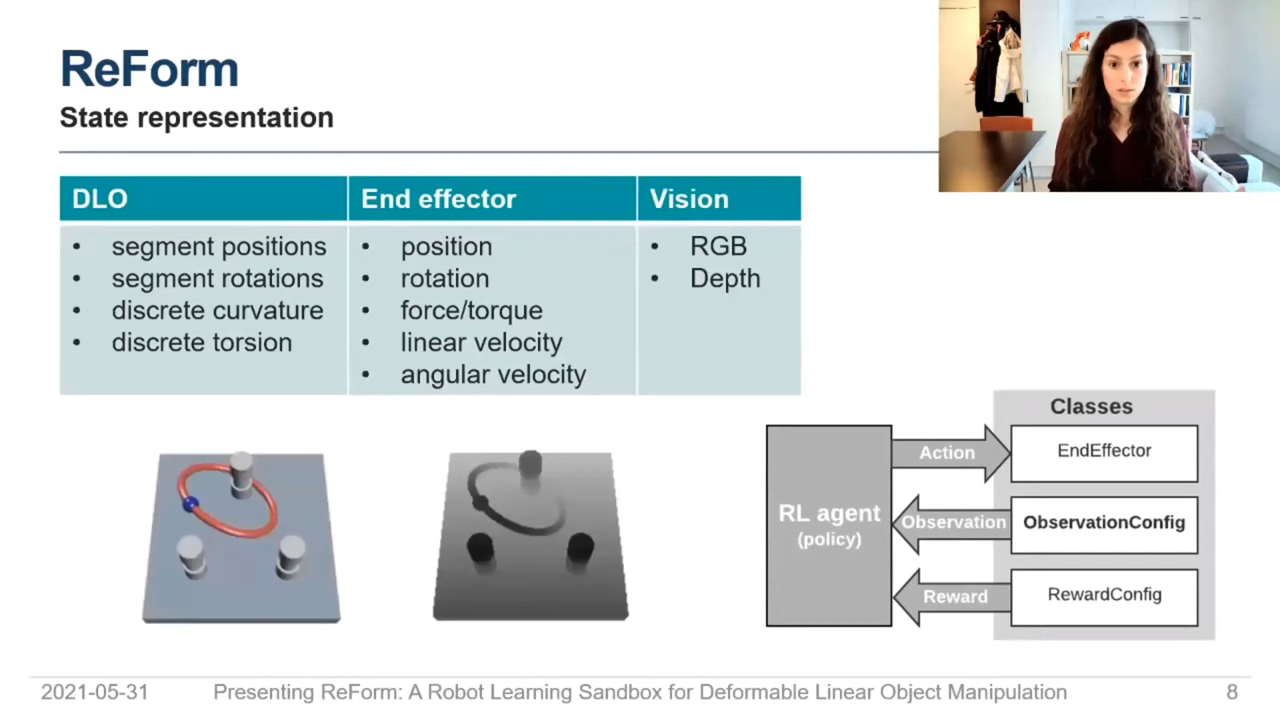 ReForm
State representation
DLO
• segment positions
• segment rotations
• discrete curvature
• discrete torsion
End effector
• position
• rotation
• force/torque
• linear velocity
• angular velocity
Vision
• RGB
• Depth
Classes
RL agent
(policy)
Action
EndEffector
Observation
ObservationConfig
Reward
RewardConfig
2021-05-31 Presenting ReForm: A Robot Learning Sandbox for Deformable Linear Object Manipulation 8